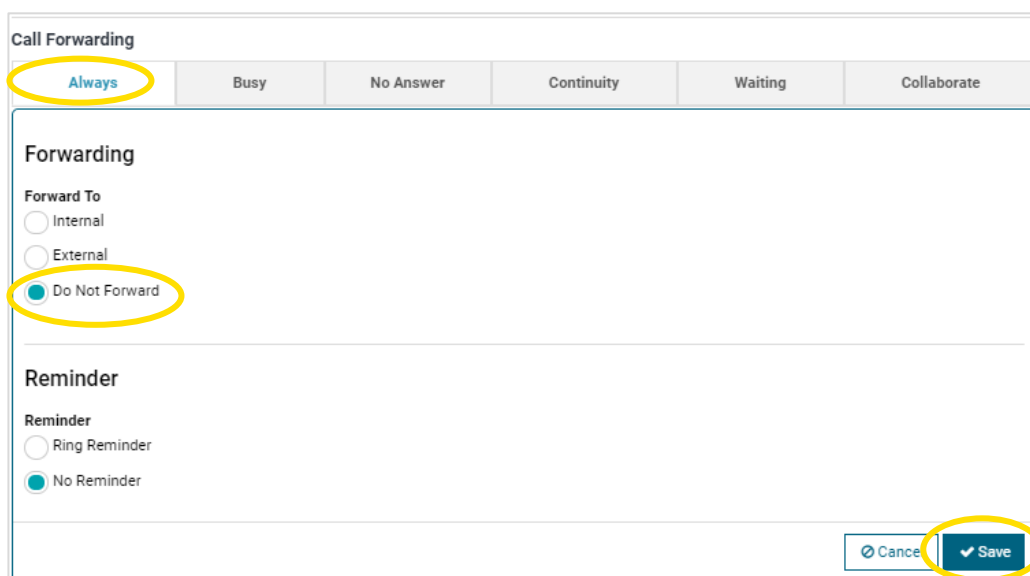 Call Forwarding
Always Busy No Answer Continuity Waiting Collaborate
Forwarding
Forward To
Internal
External
Do Not Forward
Reminder
Reminder
Ring Reminder
No Reminder
Cance Save